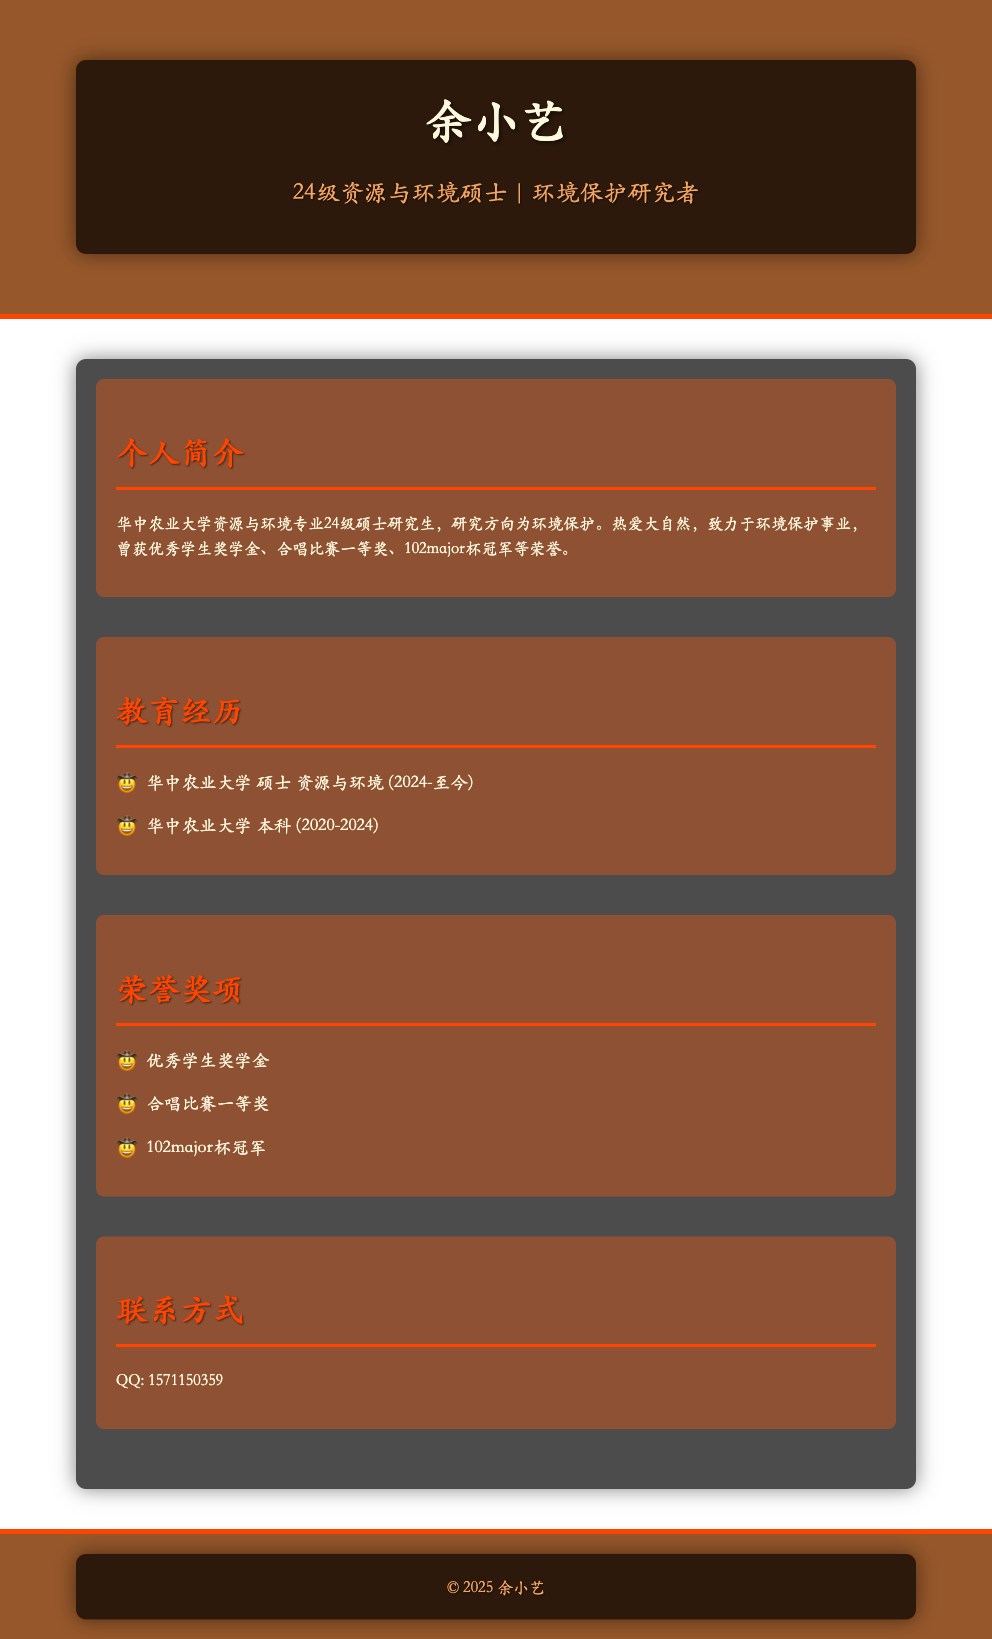 余小艺
24级资源与环境硕士 | 环境保护研究者
个人简介
华中农业大学资源与环境专业24级硕士研究生，研究方向为环境保护。热爱大自然，致力于环境保护事业，
曾获优秀学生奖学金、合唱比赛一等奖、102major杯冠军等荣誉。
教育经历
🤠 华中农业大学 硕士 资源与环境 (2024-至今)
🤠 华中农业大学 本科 (2020-2024)
荣誉奖项
🤠 优秀学生奖学金
🤠 合唱比赛一等奖
🤠 102major杯冠军
联系方式
QQ: 1571150359
© 2025 余小艺